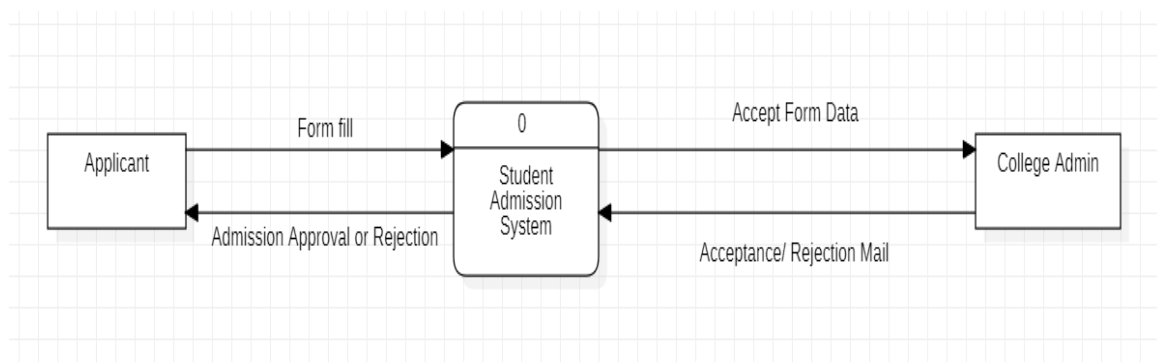 Applicant
Form fill
Admission Approval or Rejection
0
Student
Admission
System
Accept Form Data
Acceptance/ Rejection Mail
College Admin